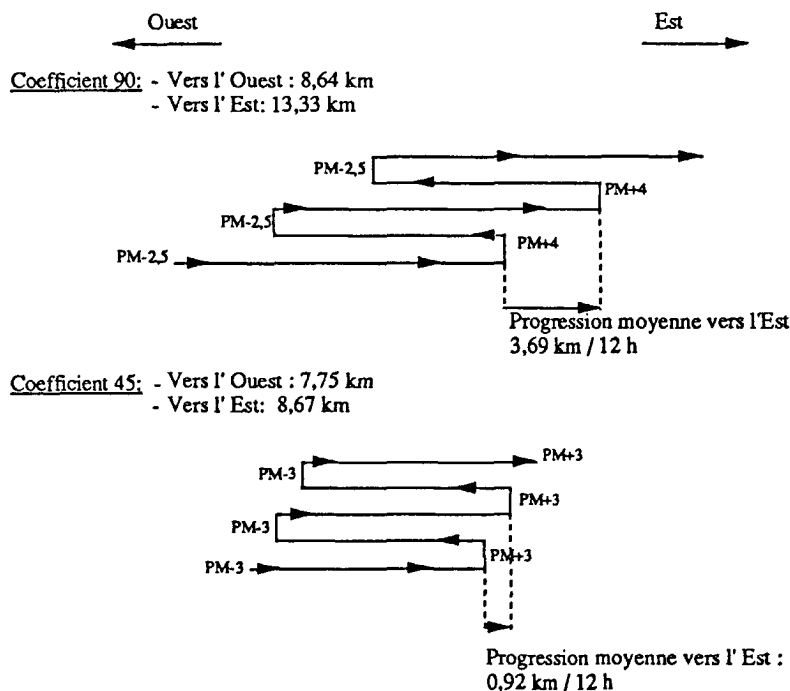 Ouest Est
Coefficient 90: - Vers l' Ouest : 8,64 km
- Vers l' Est: 13,33 km
PM-2,5
PM+4
PM-2,5
PM+4
PM-2,5
Progression moyenne vers l'Est
3,69 km / 12 h
Coefficient 45: - Vers l' Ouest : 7,75 km
- Vers l' Est: 8,67 km
PM+3
PM-3
PM+3
PM-3
PM+3
PM-3
Progression moyenne vers l' Est :
0,92 km / 12 h